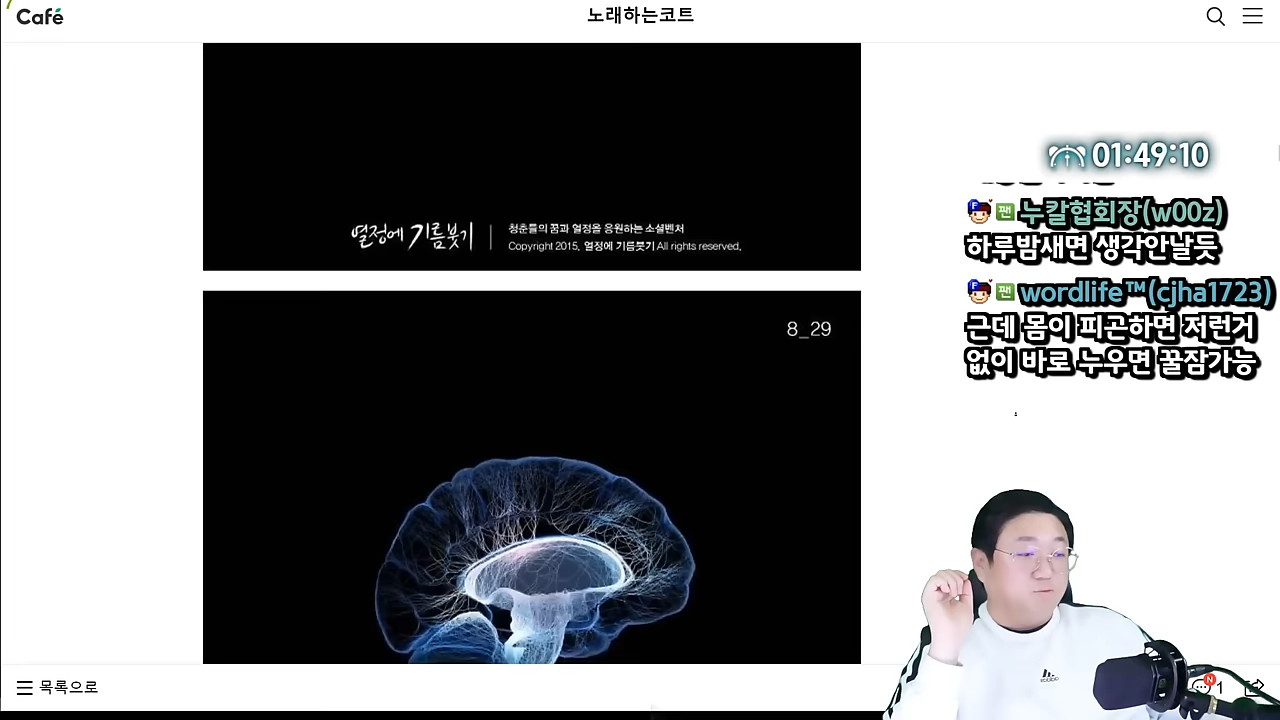 Café
노래하는코트
01:49:10
열정에 기름붓기
청춘들의 꿈과 열정을 응원하는 소셜벤처
Copyright 2015. 열정에 기름붓기 All rights reserved.
8_29
F 팬 누칼협회장(w00z)
하루밤새면 생각안날듯
F 팬 wordlife™(cjha1723)
근데 몸이 피곤하면 저런거
없이 바로 누우면 꿀잠가능
목록으로
N
1